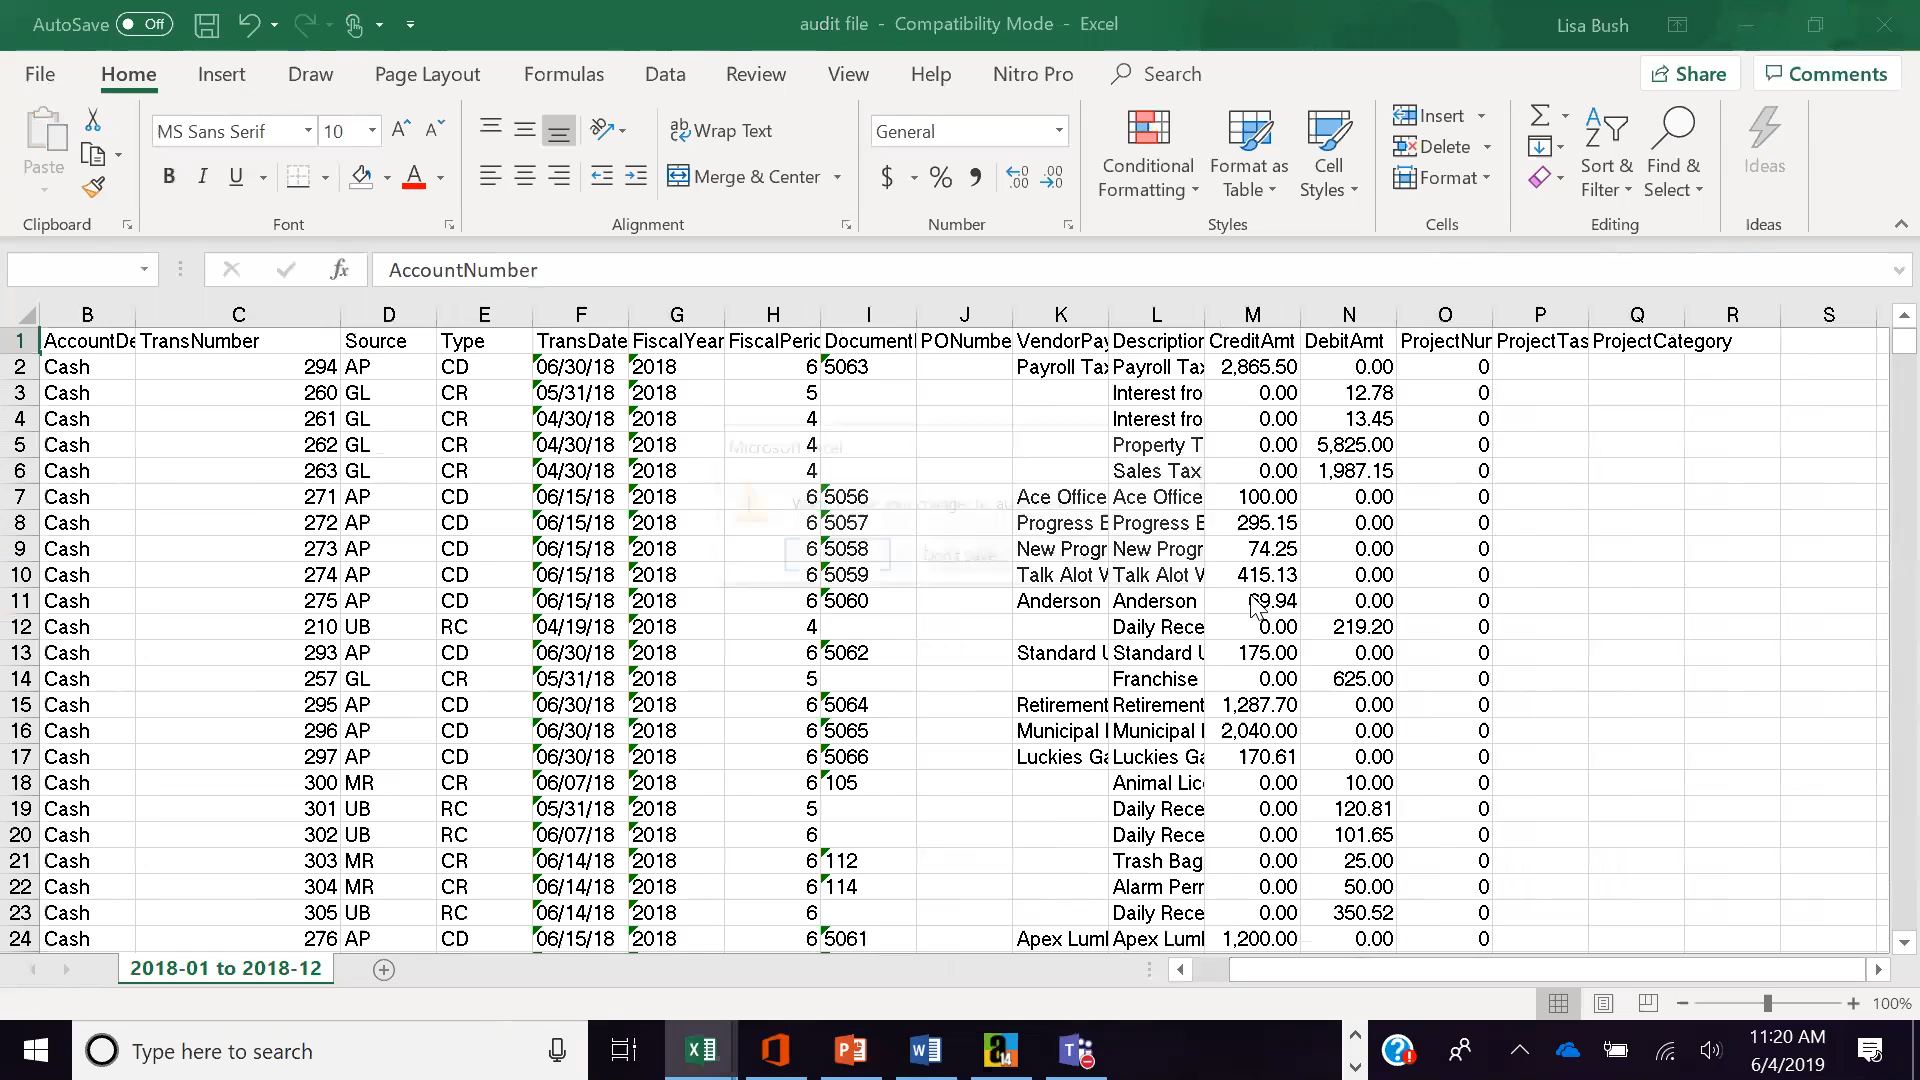 AutoSave Off
audit file - Compatibility Mode - Excel
Lisa Bush
File Home Insert Draw Page Layout Formulas Data Review View Help Nitro Pro Search Share Comments
Paste
Clipboard
MS Sans Serif 10
B I U A
Font
ab Wrap Text
Merge & Center
Alignment
General
$ % 9 .00 .00
Number
Conditional Formatting
Format as Table
Cell Styles
Styles
Insert
Delete
Format
Cells
Sort & Filter
Find & Select
Editing
Ideas
Ideas
fx AccountNumber
B C D E F G H I J K L M N O P Q R S
1 AccountDe TransNumber Source Type TransDate FiscalYear FiscalPeric Document PONumbe VendorPay Description CreditAmt DebitAmt ProjectNur ProjectTas ProjectCategory
2 Cash 294 AP CD 06/30/18 2018 6 5063 Payroll Tax Payroll Tax 2,865.50 0.00 0
3 Cash 260 GL CR 05/31/18 2018 5 Interest fro 0.00 12.78 0
4 Cash 261 GL CR 04/30/18 2018 4 Interest fro 0.00 13.45 0
5 Cash 262 GL CR 04/30/18 2018 4 Property T 0.00 5,825.00 0
6 Cash 263 GL CR 04/30/18 2018 4 Sales Tax 0.00 1,987.15 0
7 Cash 271 AP CD 06/15/18 2018 6 5056 Ace Office Ace Office 100.00 0.00 0
8 Cash 272 AP CD 06/15/18 2018 6 5057 Progress E Progress E 295.15 0.00 0
9 Cash 273 AP CD 06/15/18 2018 6 5058 New Progr New Progr 74.25 0.00 0
10 Cash 274 AP CD 06/15/18 2018 6 5059 Talk Alot V Talk Alot V 415.13 0.00 0
11 Cash 275 AP CD 06/15/18 2018 6 5060 Anderson Anderson 9.94 0.00 0
12 Cash 210 UB RC 04/19/18 2018 4 Daily Rece 0.00 219.20 0
13 Cash 293 AP CD 06/30/18 2018 6 5062 Standard U Standard U 175.00 0.00 0
14 Cash 257 GL CR 05/31/18 2018 5 Franchise 0.00 625.00 0
15 Cash 295 AP CD 06/30/18 2018 6 5064 Retirement Retirement 1,287.70 0.00 0
16 Cash 296 AP CD 06/30/18 2018 6 5065 Municipal I Municipal I 2,040.00 0.00 0
17 Cash 297 AP CD 06/30/18 2018 6 5066 Luckies Ga Luckies Ga 170.61 0.00 0
18 Cash 300 MR CR 06/07/18 2018 6 105 Animal Lic 0.00 10.00 0
19 Cash 301 UB RC 05/31/18 2018 5 Daily Rece 0.00 120.81 0
20 Cash 302 UB RC 06/07/18 2018 6 Daily Rece 0.00 101.65 0
21 Cash 303 MR CR 06/14/18 2018 6 112 Trash Bag 0.00 25.00 0
22 Cash 304 MR CR 06/14/18 2018 6 114 Alarm Perr 0.00 50.00 0
23 Cash 305 UB RC 06/14/18 2018 6 Daily Rece 0.00 350.52 0
24 Cash 276 AP CD 06/15/18 2018 6 5061 Apex Luml Apex Luml 1,200.00 0.00 0
Microsoft Excel
Don't Save
2018-01 to 2018-12
100%
Type here to search
11:20 AM
6/4/2019